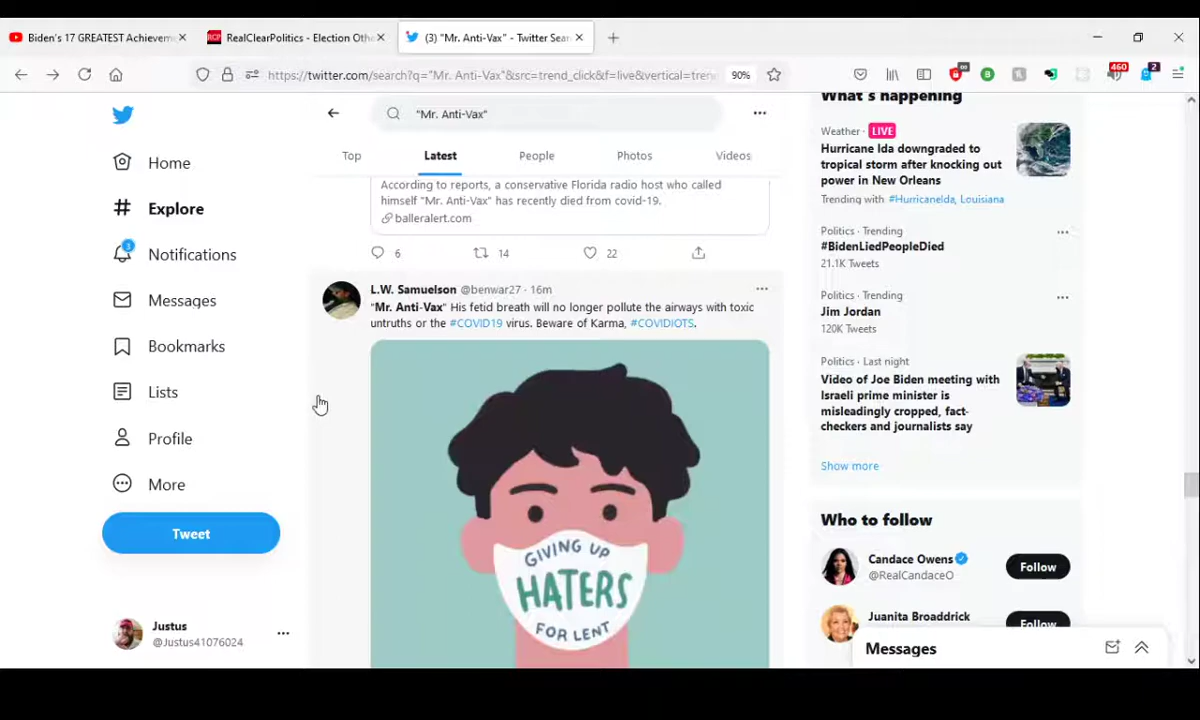 Biden's 17 GREATEST Achievem
RealClearPolitics - Election Othe
(3) "Mr. Anti-Vax" - Twitter Sear
https://twitter.com/search?q="Mr. Anti-Vax"&src=trend_click&f=live&vertical=tren
90%
460
2
"Mr. Anti-Vax"
Top
Latest
People
Photos
Videos
Home
Explore
3
Notifications
Messages
Bookmarks
Lists
Profile
More
Tweet
Justus
@Justus41076024
According to reports, a conservative Florida radio host who called
himself "Mr. Anti-Vax" has recently died from covid-19.
balleralert.com
6
14
22
L.W. Samuelson @benwar27 · 16m
"Mr. Anti-Vax" His fetid breath will no longer pollute the airways with toxic
untruths or the #COVID19 virus. Beware of Karma, #COVIDIOTS.
GIVING UP
HATERS
FOR LENT
What's happening
Weather · LIVE
Hurricane Ida downgraded to
tropical storm after knocking out
power in New Orleans
Trending with #HurricaneIda, Louisiana
Politics · Trending
#BidenLiedPeopleDied
21.1K Tweets
Politics · Trending
Jim Jordan
120K Tweets
Politics · Last night
Video of Joe Biden meeting with
Israeli prime minister is
misleadingly cropped, fact-
checkers and journalists say
Show more
Who to follow
Candace Owens
@RealCandaceO
Follow
Juanita Broaddrick
Follow
Messages